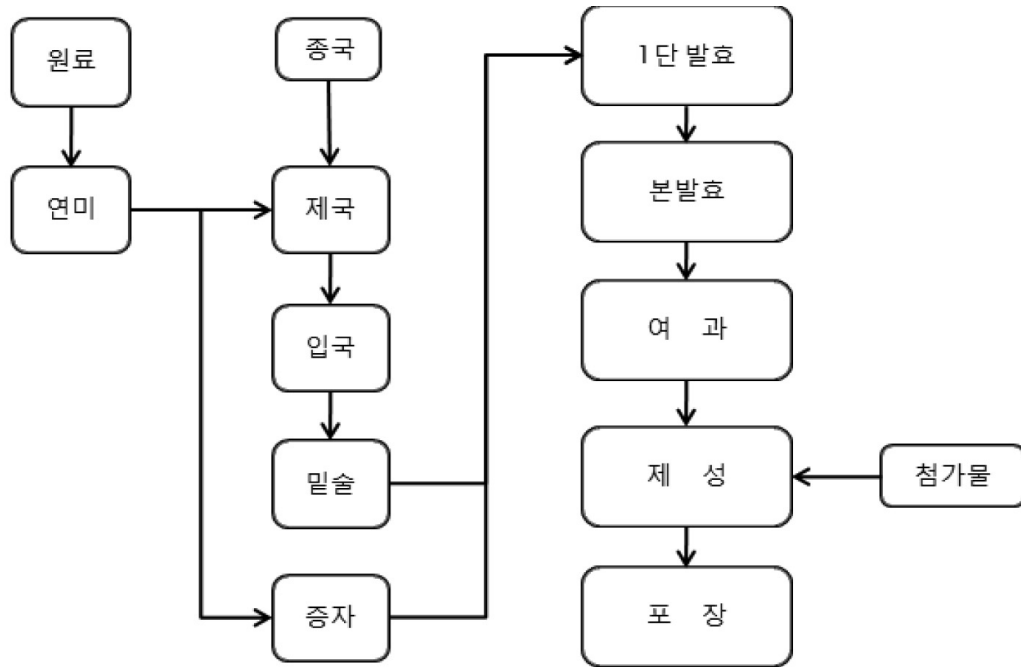 원료
종국
연미
제국
입국
밑술
증자
1단 발효
본발효
여 과
제 성
첨가물
포 장